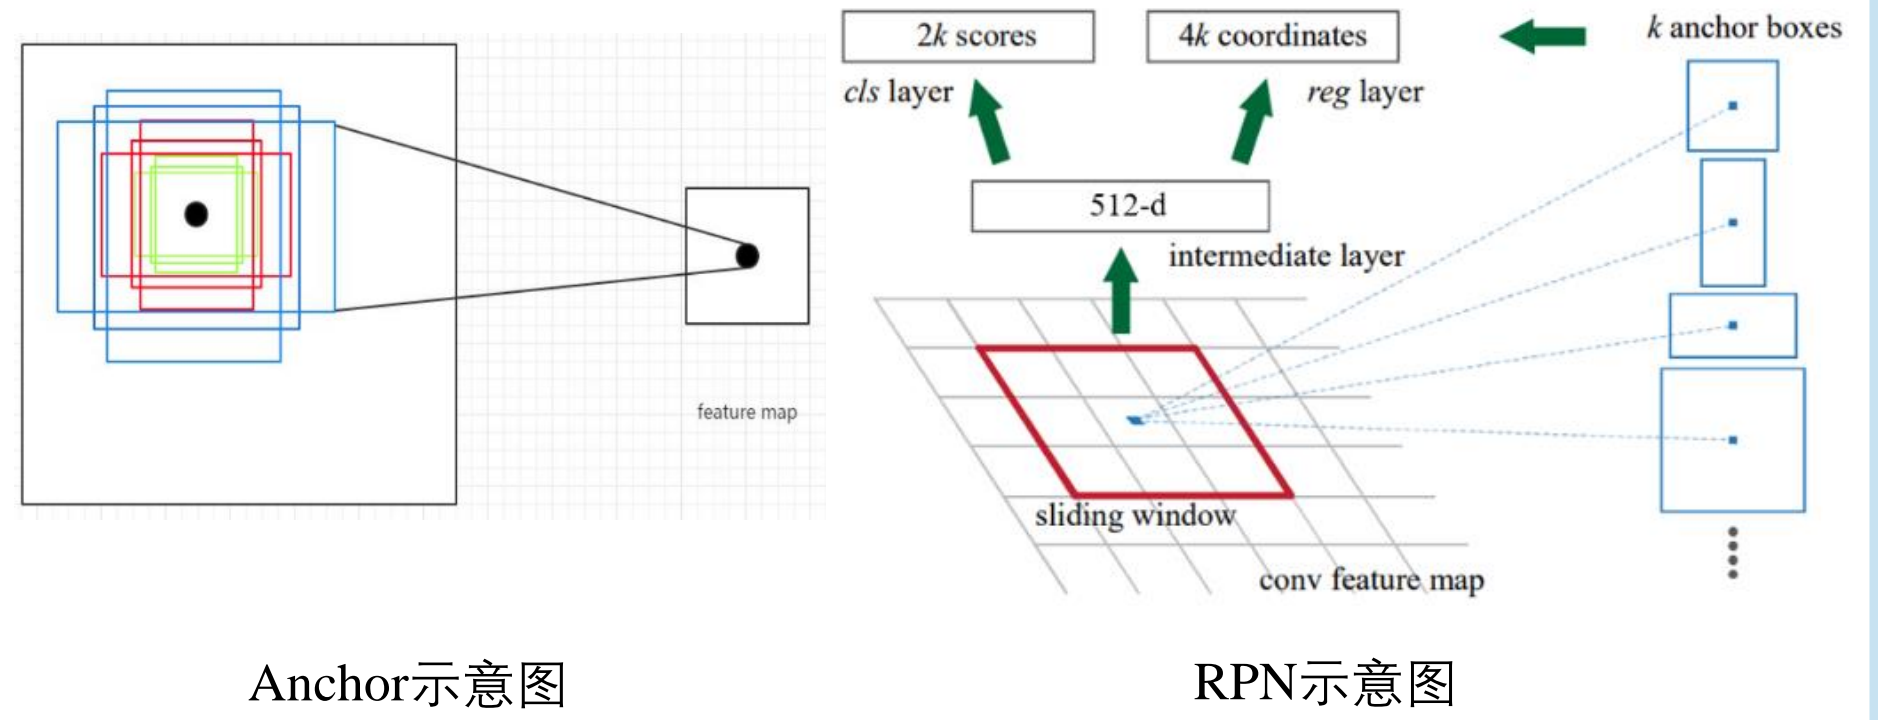 feature map
2k scores
4k coordinates
k anchor boxes
cls layer
reg layer
512-d
intermediate layer
sliding window
conv feature map
Anchor示意图
RPN示意图